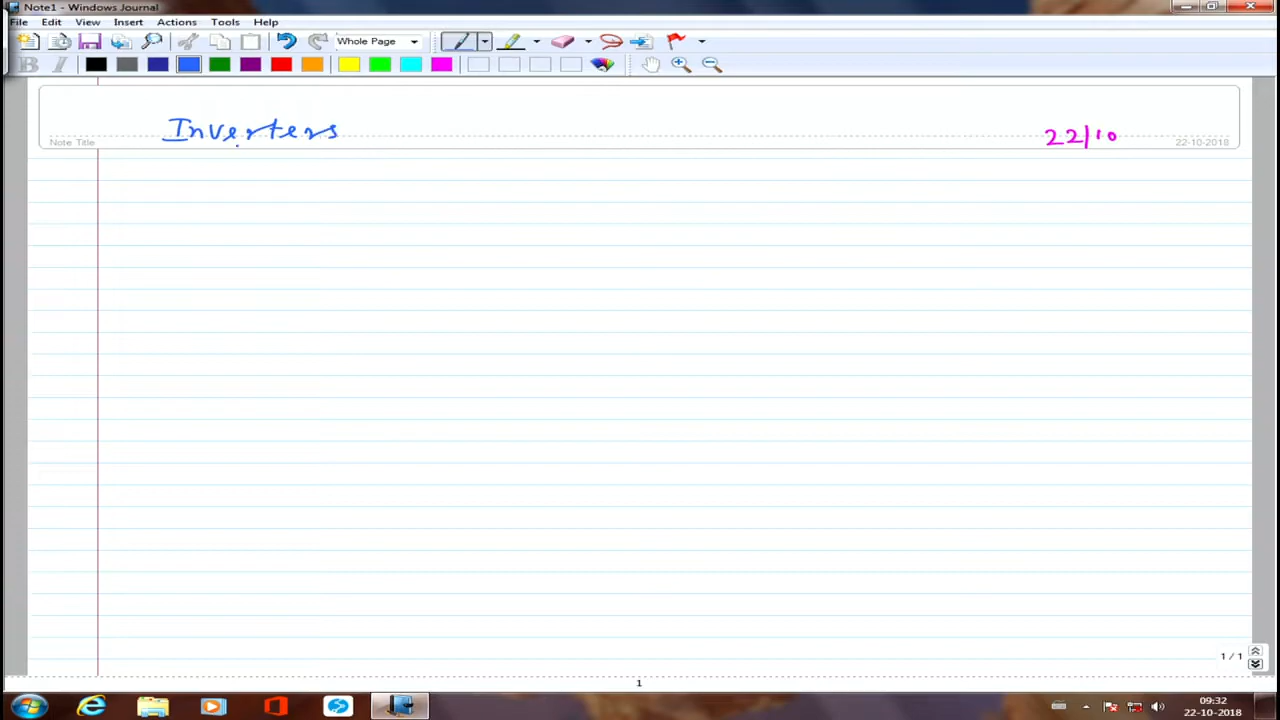 Note1 - Windows Journal
File Edit View Insert Actions Tools Help
Whole Page
B I
Inverters
22/10
Note Title
22-10-2018
1 / 1
1
09:32
22-10-2018